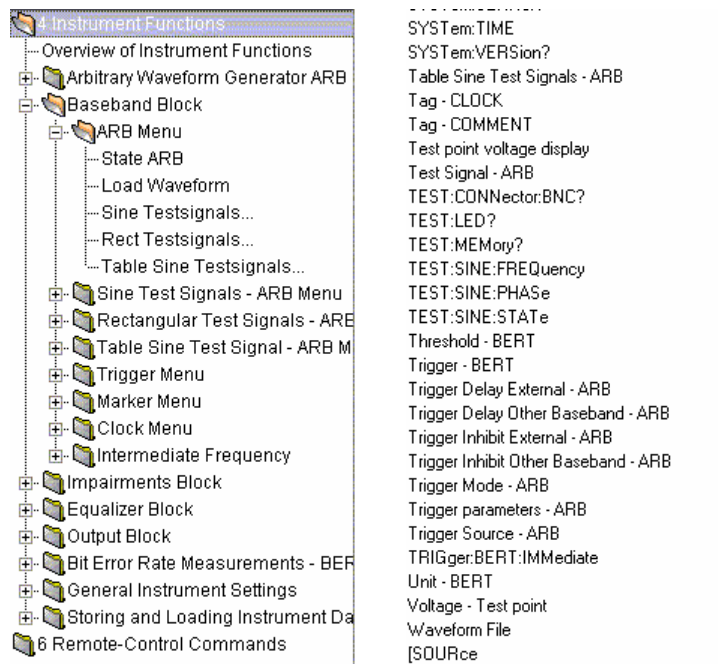 4 Instrument Functions
Overview of Instrument Functions
Arbitrary Waveform Generator ARB
Baseband Block
ARB Menu
State ARB
Load Waveform
Sine Testsignals...
Rect Testsignals...
Table Sine Testsignals...
Sine Test Signals - ARB Menu
Rectangular Test Signals - ARB
Table Sine Test Signal - ARB M
Trigger Menu
Marker Menu
Clock Menu
Intermediate Frequency
Impairments Block
Equalizer Block
Output Block
Bit Error Rate Measurements - BER
General Instrument Settings
Storing and Loading Instrument Da
6 Remote-Control Commands
SYSTem:TIME
SYSTem:VERSion?
Table Sine Test Signals - ARB
Tag - CLOCK
Tag - COMMENT
Test point voltage display
Test Signal - ARB
TEST:CONNector:BNC?
TEST:LED?
TEST:MEMory?
TEST:SINE:FREQuency
TEST:SINE:PHASe
TEST:SINE:STATe
Threshold - BERT
Trigger - BERT
Trigger Delay External - ARB
Trigger Delay Other Baseband - ARB
Trigger Inhibit External - ARB
Trigger Inhibit Other Baseband - ARB
Trigger Mode - ARB
Trigger parameters - ARB
Trigger Source - ARB
TRIGger:BERT:IMMediate
Unit - BERT
Voltage - Test point
Waveform File
[SOURce